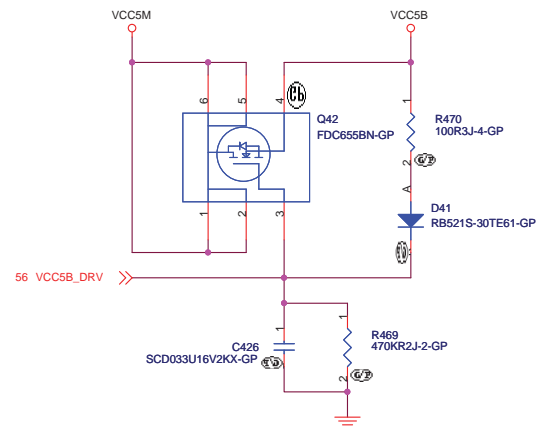 VCC5M
VCC5B
6
5
4
Q42
FDC655BN-GP
1
2
3
1
R470
100R3J-4-GP
2
A
D41
RB521S-30TE61-GP
56 VCC5B_DRV
1
C426
SCD033U16V2KX-GP
1
R469
470KR2J-2-GP
2